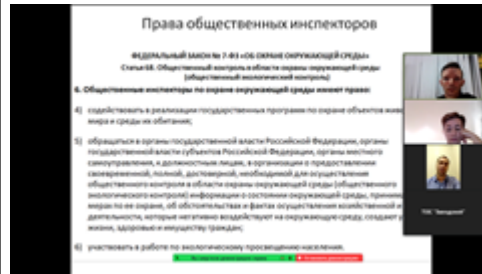 Права общественных инспекторов
ФЕДЕРАЛЬНЫЙ ЗАКОН № 7-ФЗ «ОБ ОХРАНЕ ОКРУЖАЮЩЕЙ СРЕДЫ»
Статья 68. Общественный контроль в области охраны окружающей среды
(общественный экологический контроль)
6. Общественные инспекторы по охране окружающей среды имеют право:
4) содействовать в реализации государственных программ по охране объектов
мира и среды их обитания;
5) обращаться в органы государственной власти Российской Федерации, органы
государственной власти субъектов Российской Федерации, органы местного
самоуправления, к должностным лицам, в организации о предоставлении
своевременной, полной, достоверной, необходимой для осуществления
общественного контроля в области охраны окружающей среды (общественного
экологического контроля) информации о состоянии окружающей среды,
мерах по ее охране, об обстоятельствах и фактах осуществления хозяйственной и
деятельности, которые негативно воздействуют на окружающую среду, создают
жизни, здоровью и имуществу граждан;
6) участвовать в работе по экологическому просвещению населения.